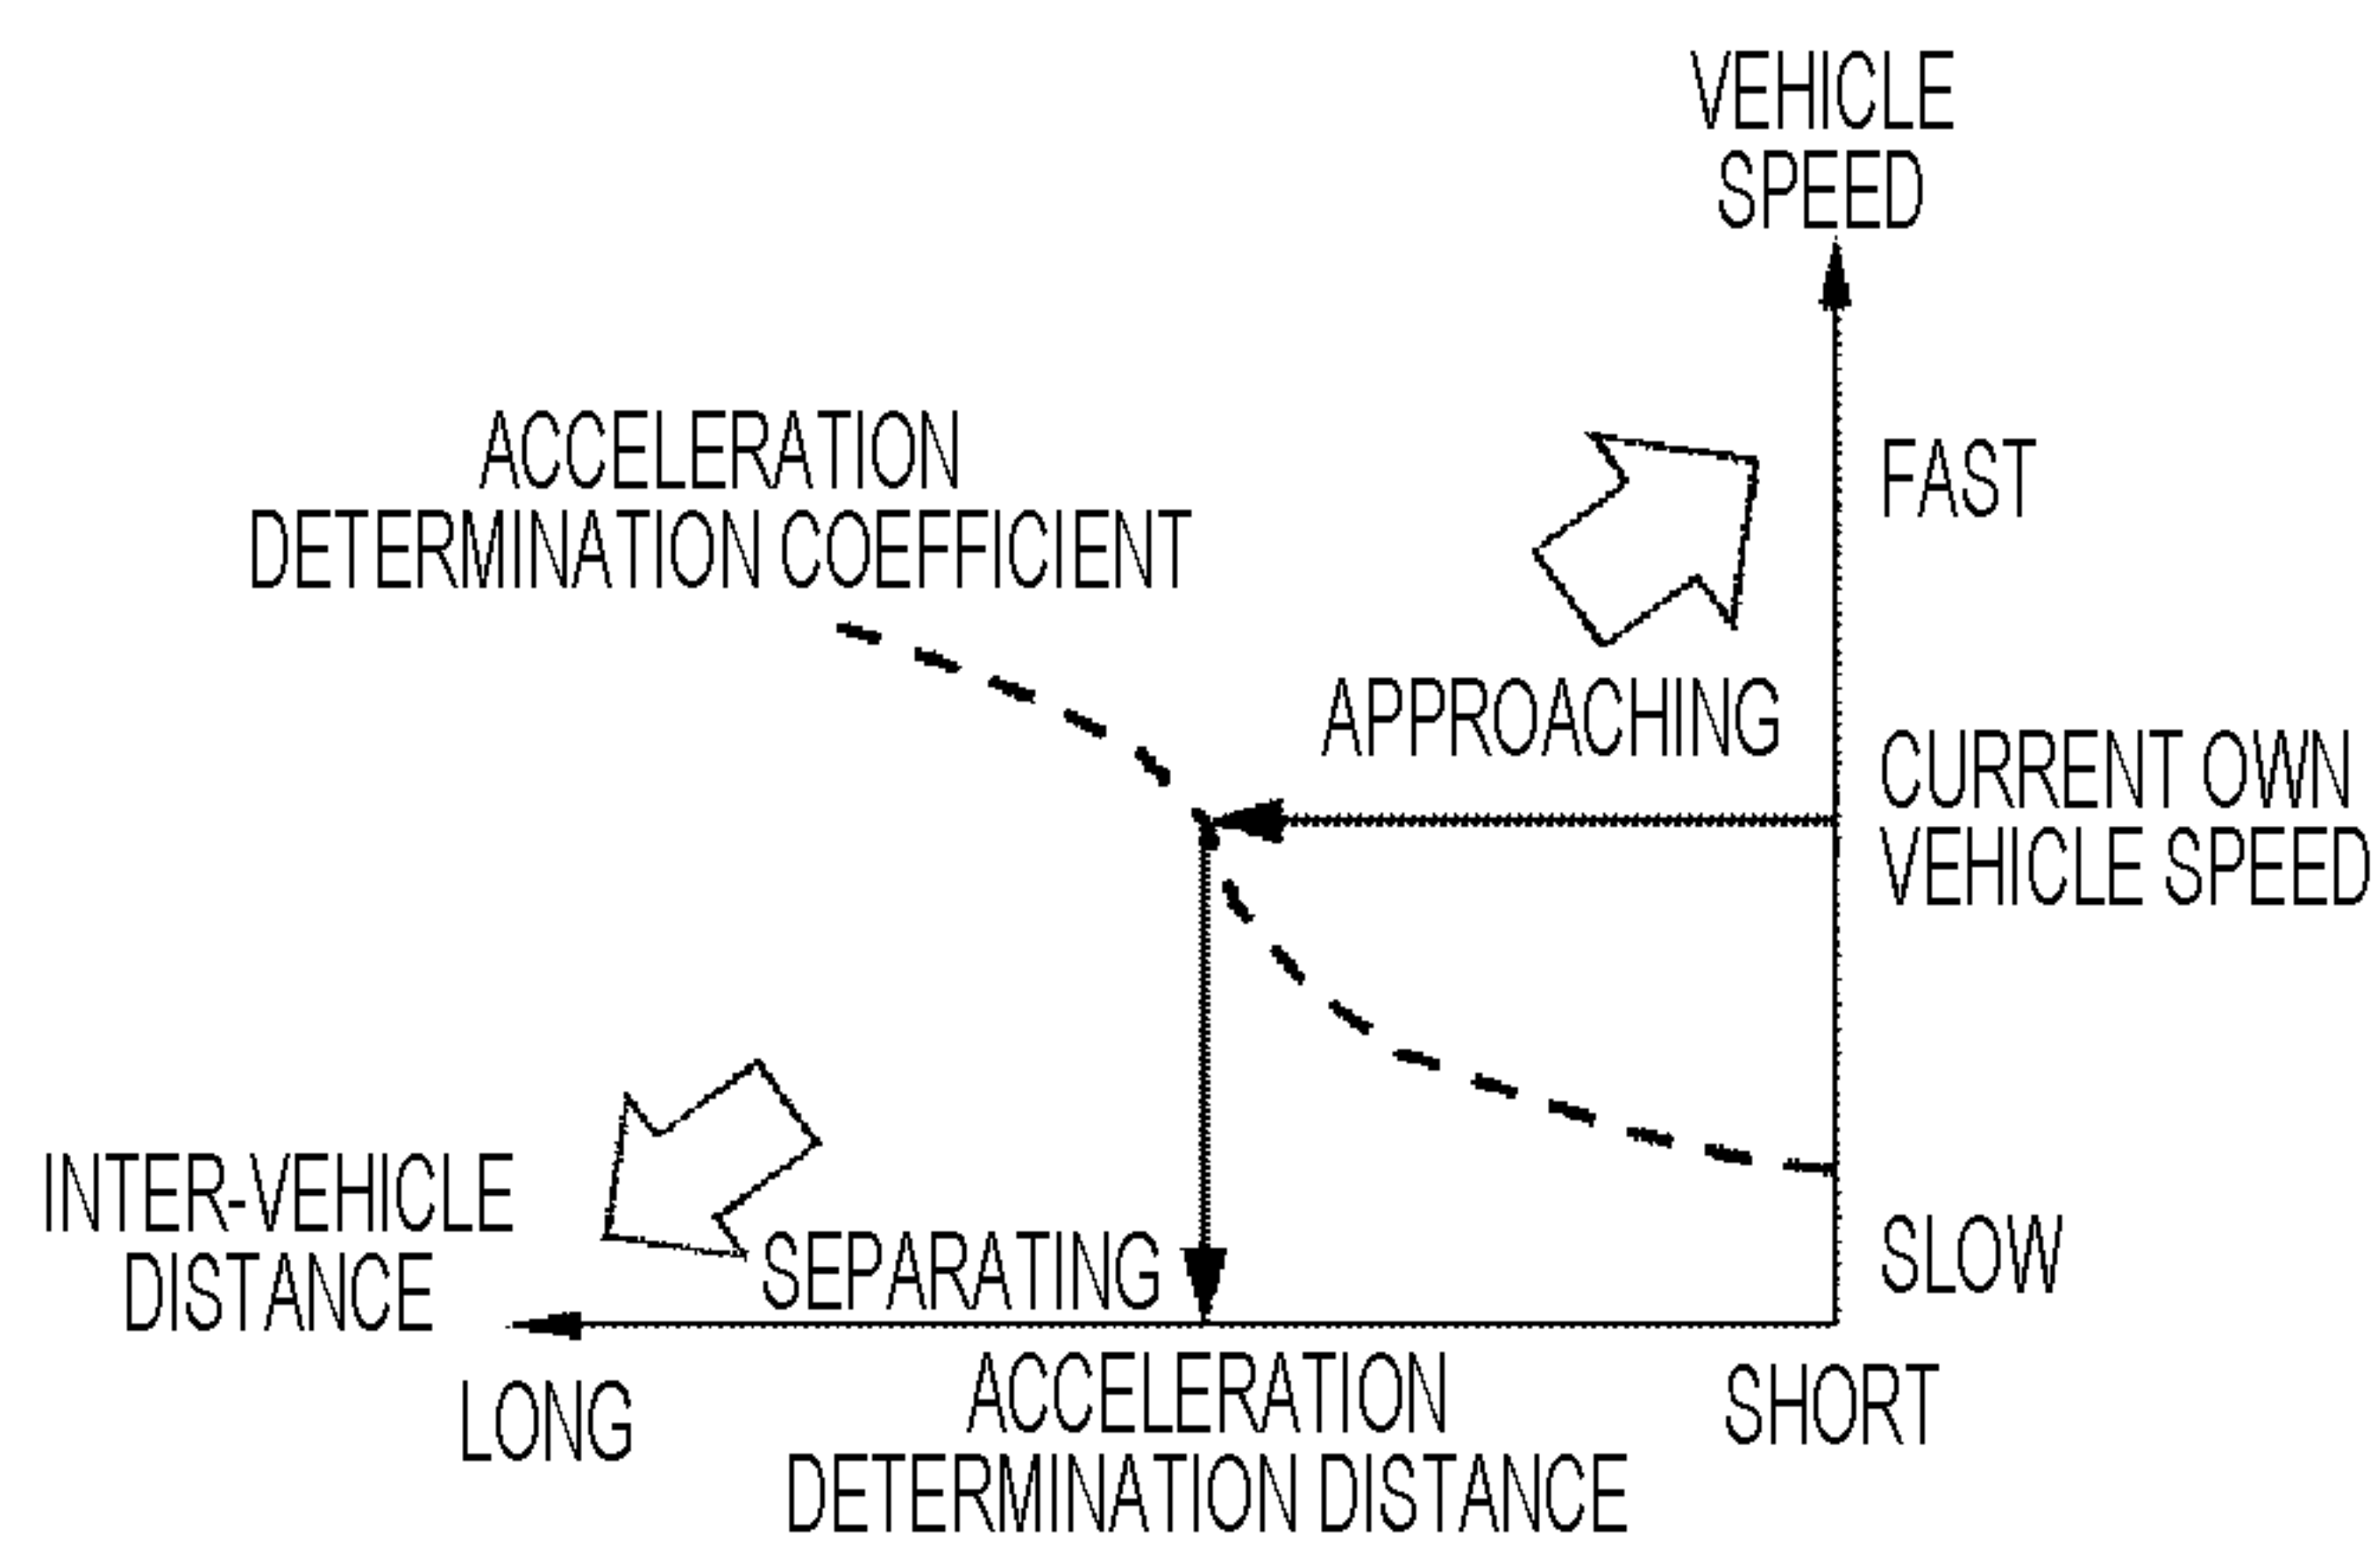 VEHICLE
SPEED
ACCELERATION
DETERMINATION COEFFICIENT
FAST
APPROACHING
CURRENT OWN
VEHICLE SPEED
INTER-VEHICLE
DISTANCE
SEPARATING
SLOW
LONG
ACCELERATION
DETERMINATION DISTANCE
SHORT